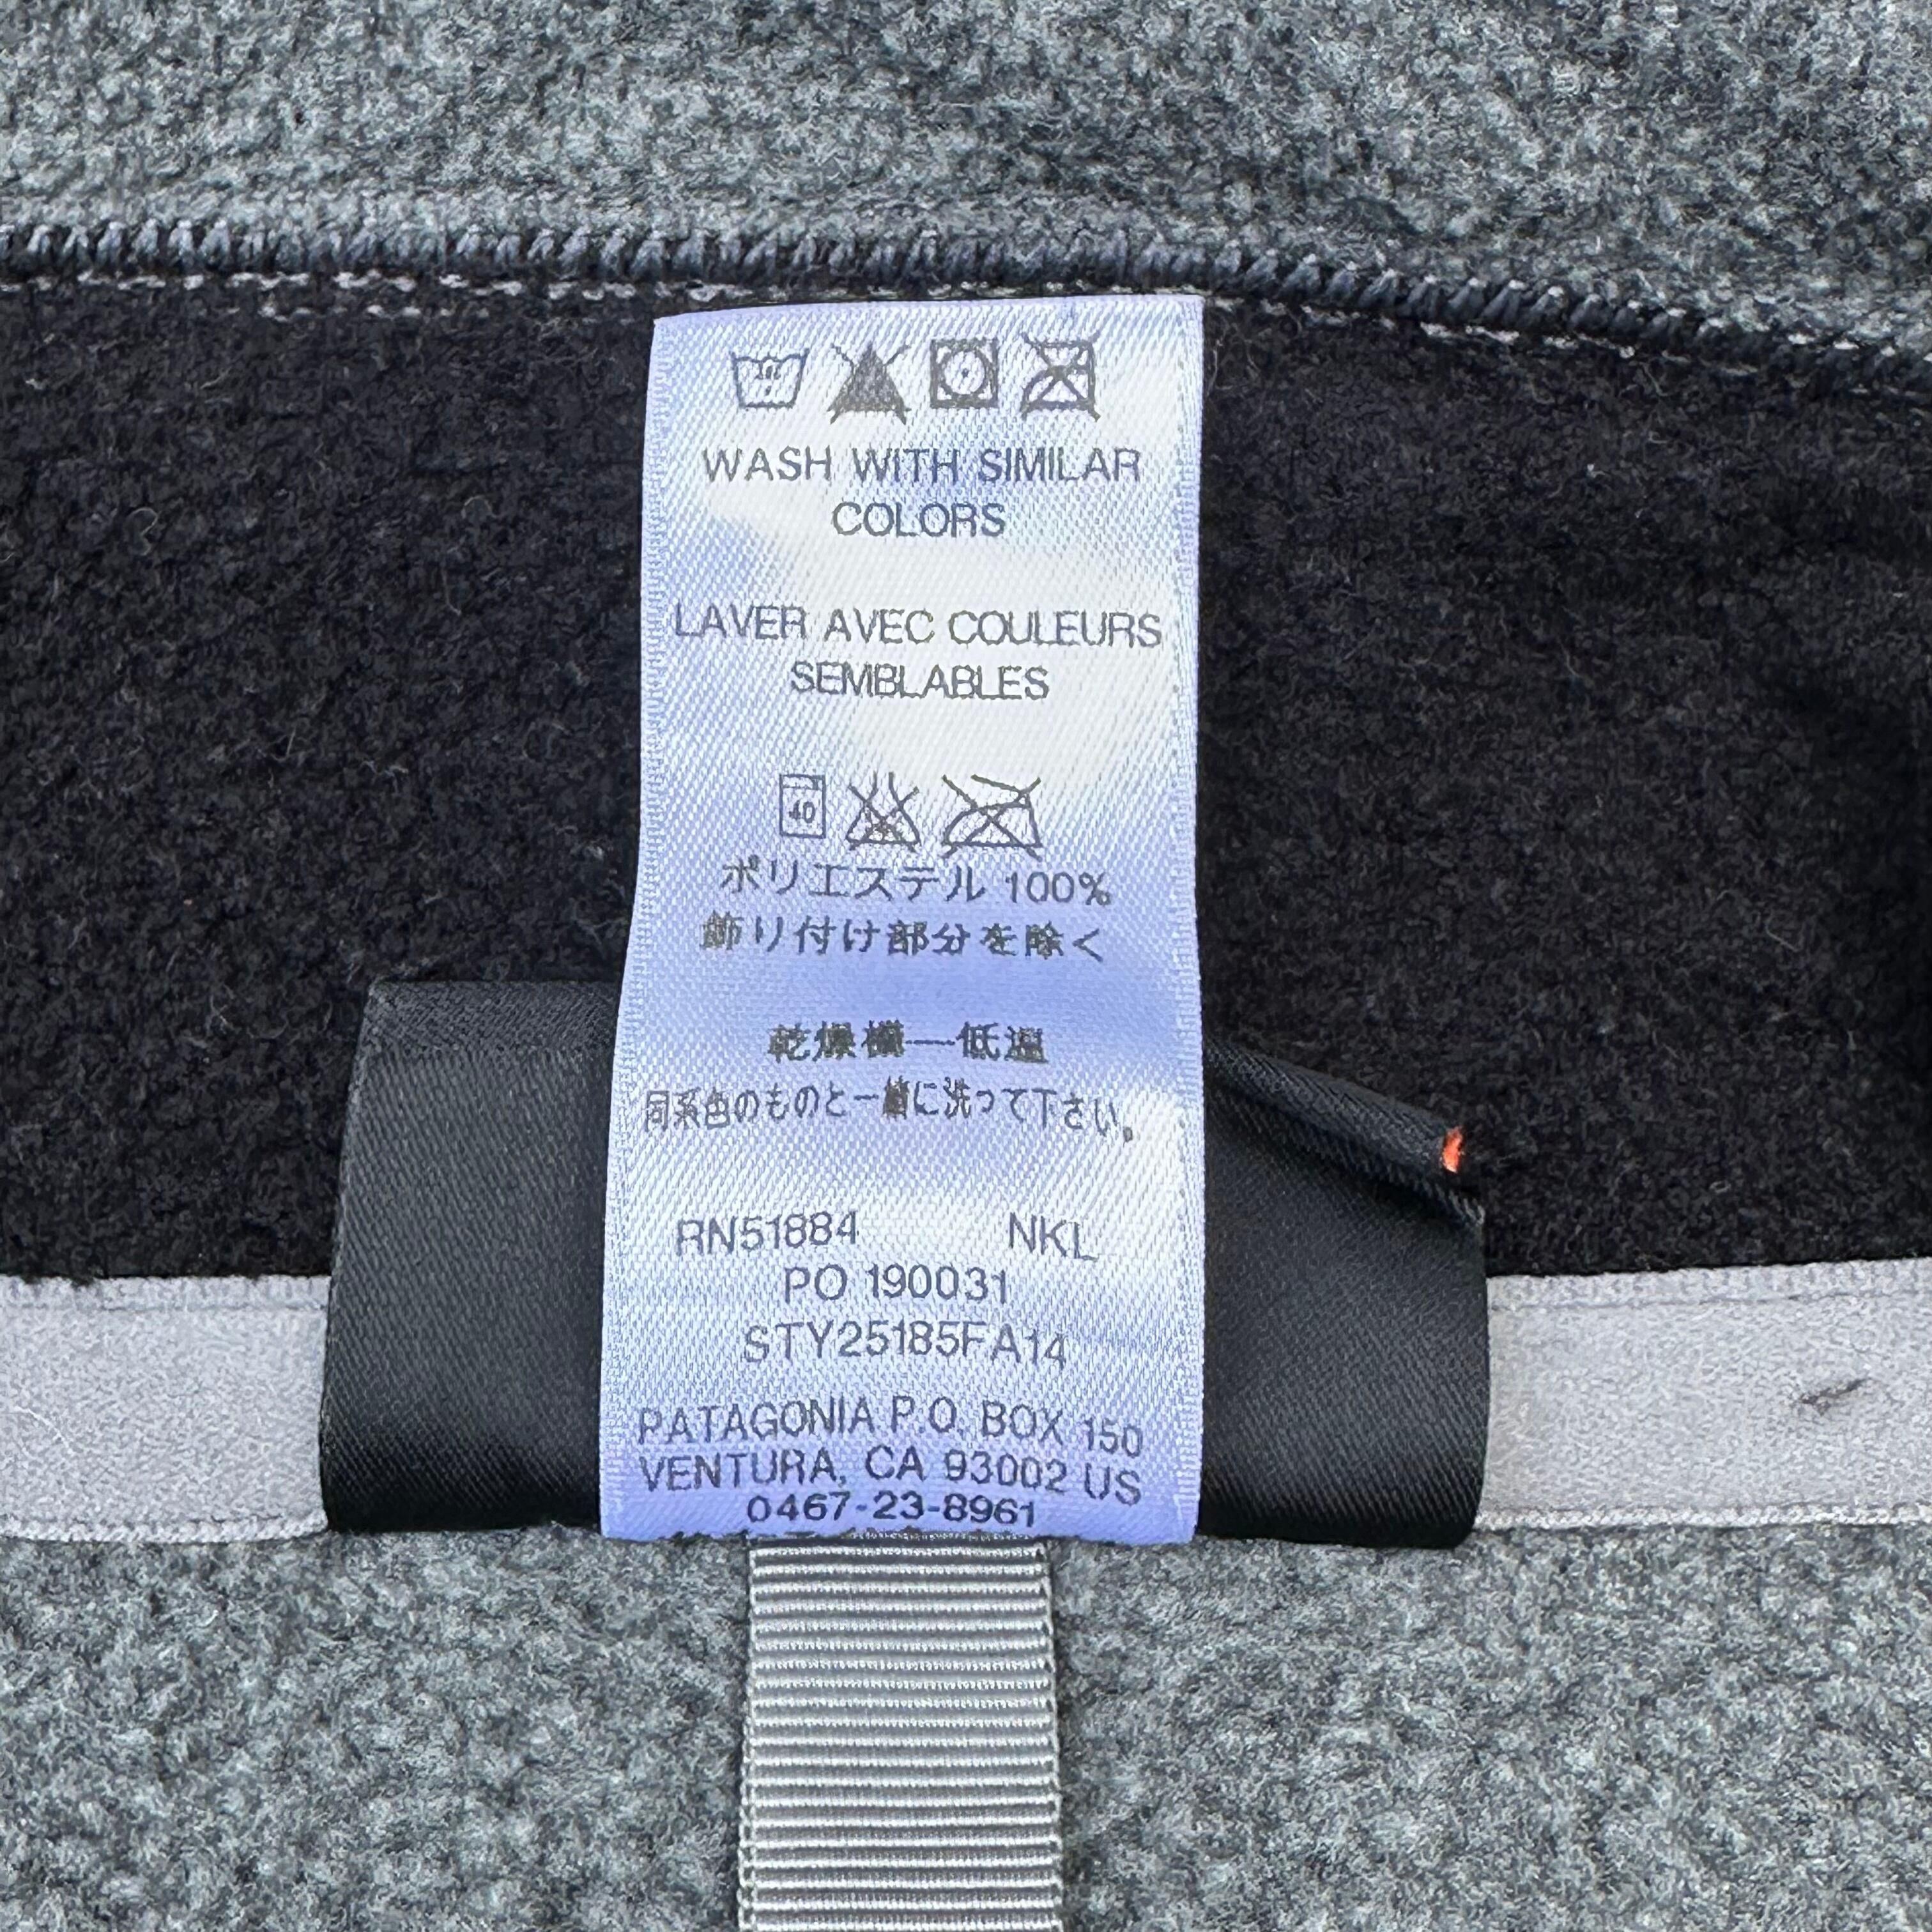 WASH WITH SIMILAR
COLORS
LAVER AVEC COULEURS
SEMBLABLES
40
ポリエステル 100%
飾り付け部分を除く
乾燥機—低温
同系色のものと一緒に洗って下さい。
RN51884 NKL
PO 190031
STY25185FA14
PATAGONIA P.O. BOX 150
VENTURA, CA 93002 US
0467-23-8961